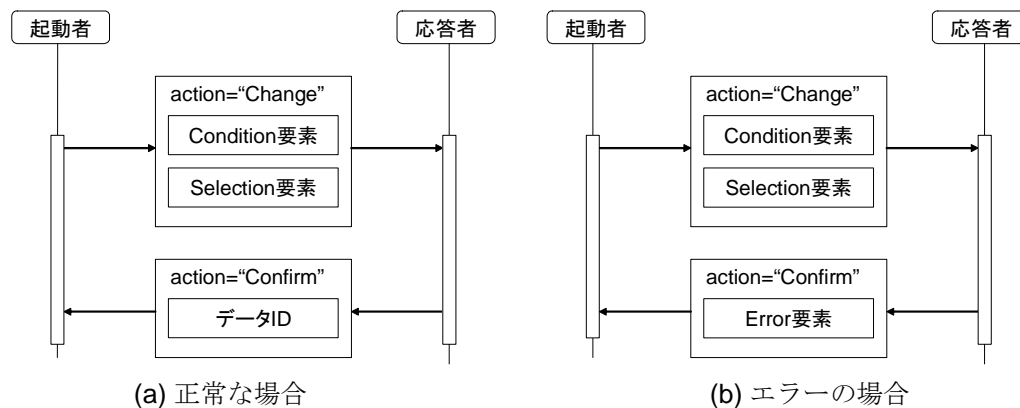 起動者
応答者
action=“Change”
Condition要素
Selection要素
action=“Confirm”
データID
(a) 正常な場合
起動者
応答者
action=“Change”
Condition要素
Selection要素
action=“Confirm”
Error要素
(b) エラーの場合